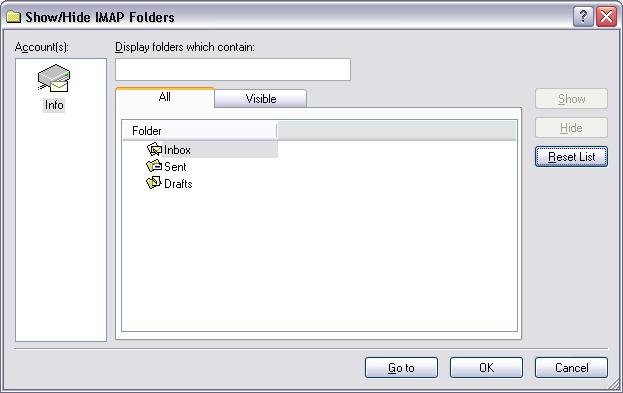 Show/Hide IMAP Folders
Account(s):
Display folders which contain:
Info
All
Visible
Show
Hide
Reset List
Folder
Inbox
Sent
Drafts
Go to
OK
Cancel